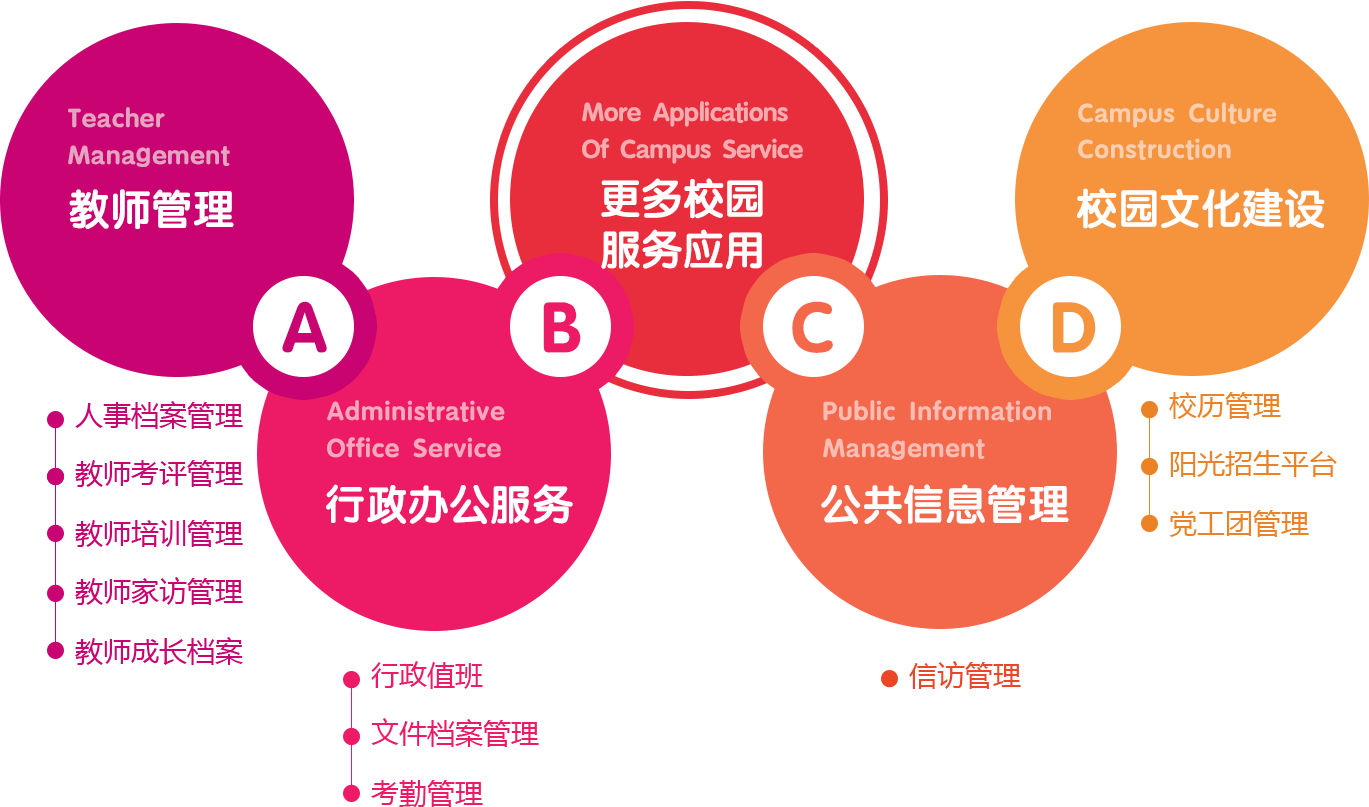 Teacher
Management
教师管理
A
人事档案管理
教师考评管理
教师培训管理
教师家访管理
教师成长档案
Administrative
Office Service
行政办公服务
B
行政值班
文件档案管理
考勤管理
More Applications
Of Campus Service
更多校园
服务应用
C
Public Information
Management
公共信息管理
信访管理
D
Campus Culture
Construction
校园文化建设
校历管理
阳光招生平台
党工团管理